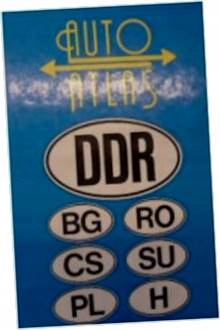 AUTO
ATLAS
DDR
BG RO
CS SU
PL H